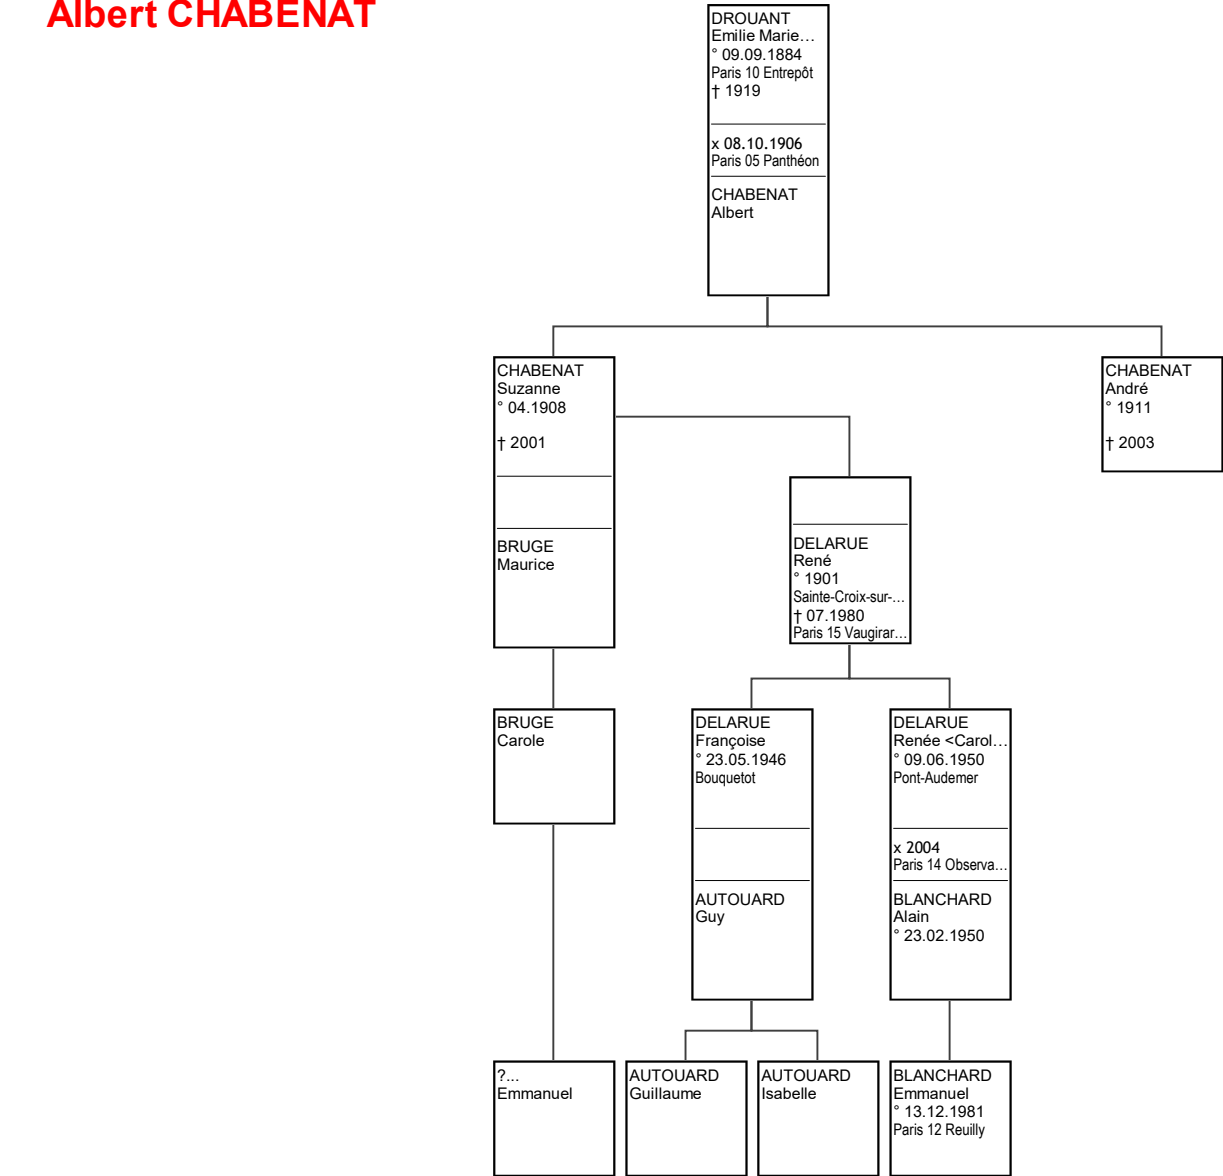 Albert CHABENAT
DROUANT
Emilie Marie…
° 09.09.1884
Paris 10 Entrepôt
† 1919
x 08.10.1906
Paris 05 Panthéon
CHABENAT
Albert
CHABENAT
Suzanne
° 04.1908
† 2001
BRUGE
Maurice
CHABENAT
André
° 1911
† 2003
DELARUE
René
° 1901
Sainte-Croix-sur-…
† 07.1980
Paris 15 Vaugirar…
BRUGE
Carole
DELARUE
Françoise
° 23.05.1946
Bouquetot
AUTOUARD
Guy
DELARUE
Renée <Carol…
° 09.06.1950
Pont-Audemer
x 2004
Paris 14 Observa…
BLANCHARD
Alain
° 23.02.1950
?...
Emmanuel
AUTOUARD
Guillaume
AUTOUARD
Isabelle
BLANCHARD
Emmanuel
° 13.12.1981
Paris 12 Reuilly